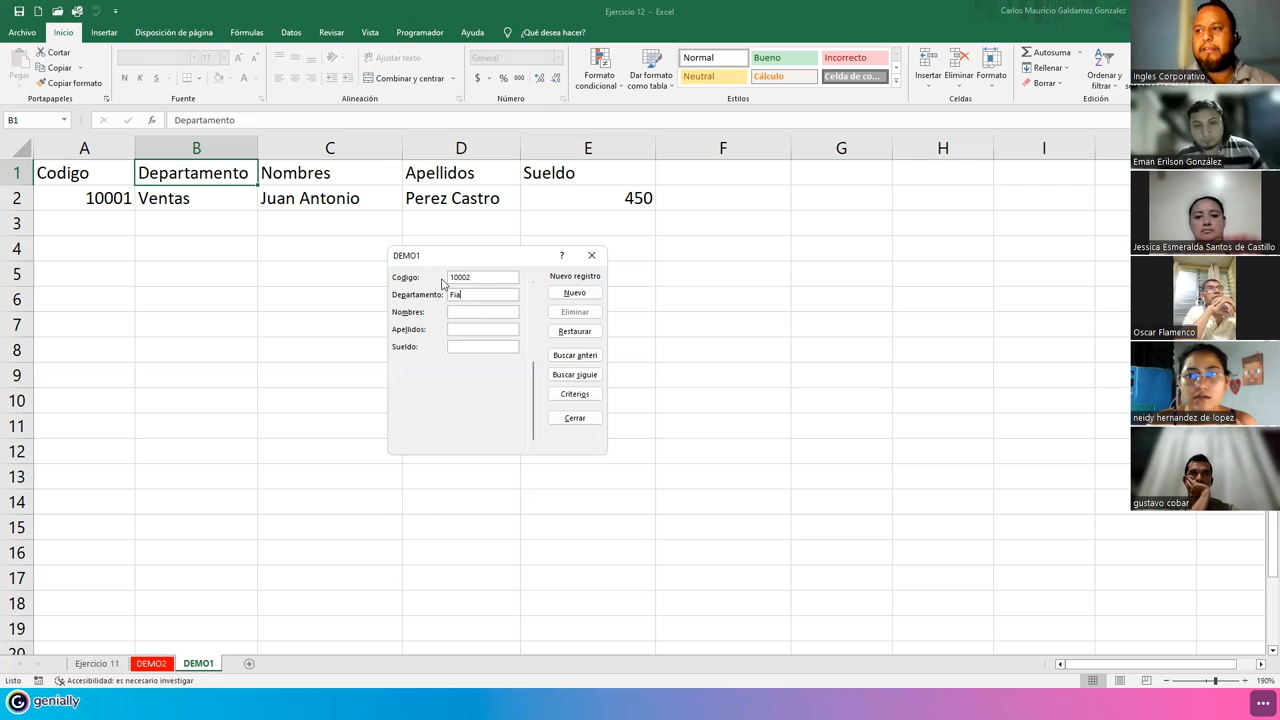 Ejercicio 12 - Excel
Carlos Mauricio Galdamez Gonzalez
Archivo
Inicio
Insertar
Disposición de página
Fórmulas
Datos
Revisar
Vista
Programador
Ayuda
¿Qué desea hacer?
Pegar
Cortar
Copiar
Copiar formato
Portapapeles
11
N K S
Fuente
Ajustar texto
Combinar y centrar
Alineación
$ % 000
Número
Formato condicional
Dar formato como tabla
Normal
Bueno
Incorrecto
Neutral
Cálculo
Celda de co...
Estilos
Insertar
Eliminar
Formato
Celdas
Autosuma
Rellenar
Borrar
Ordenar y filtrar
Edición
B1
fx
Departamento
A B C D E F G H I
1 Codigo Departamento Nombres Apellidos Sueldo
2 10001 Ventas Juan Antonio Perez Castro 450
3
4
5
6
7
8
9
10
11
12
13
14
15
16
17
18
19
20
DEMO1
?
Codigo: 10002
Departamento: Fia
Nombres:
Apellidos:
Sueldo:
Nuevo registro
Nuevo
Eliminar
Restaurar
Buscar anteri
Buscar siguie
Criterios
Cerrar
Ingles Corporativo
Eman Erilson González
Jessica Esmeralda Santos de Castillo
Oscar Flamenco
neidy hernandez de lopez
gustavo cobar
Ejercicio 11
DEMO2
DEMO1
Listo
Accesibilidad: es necesario investigar
190%
genially